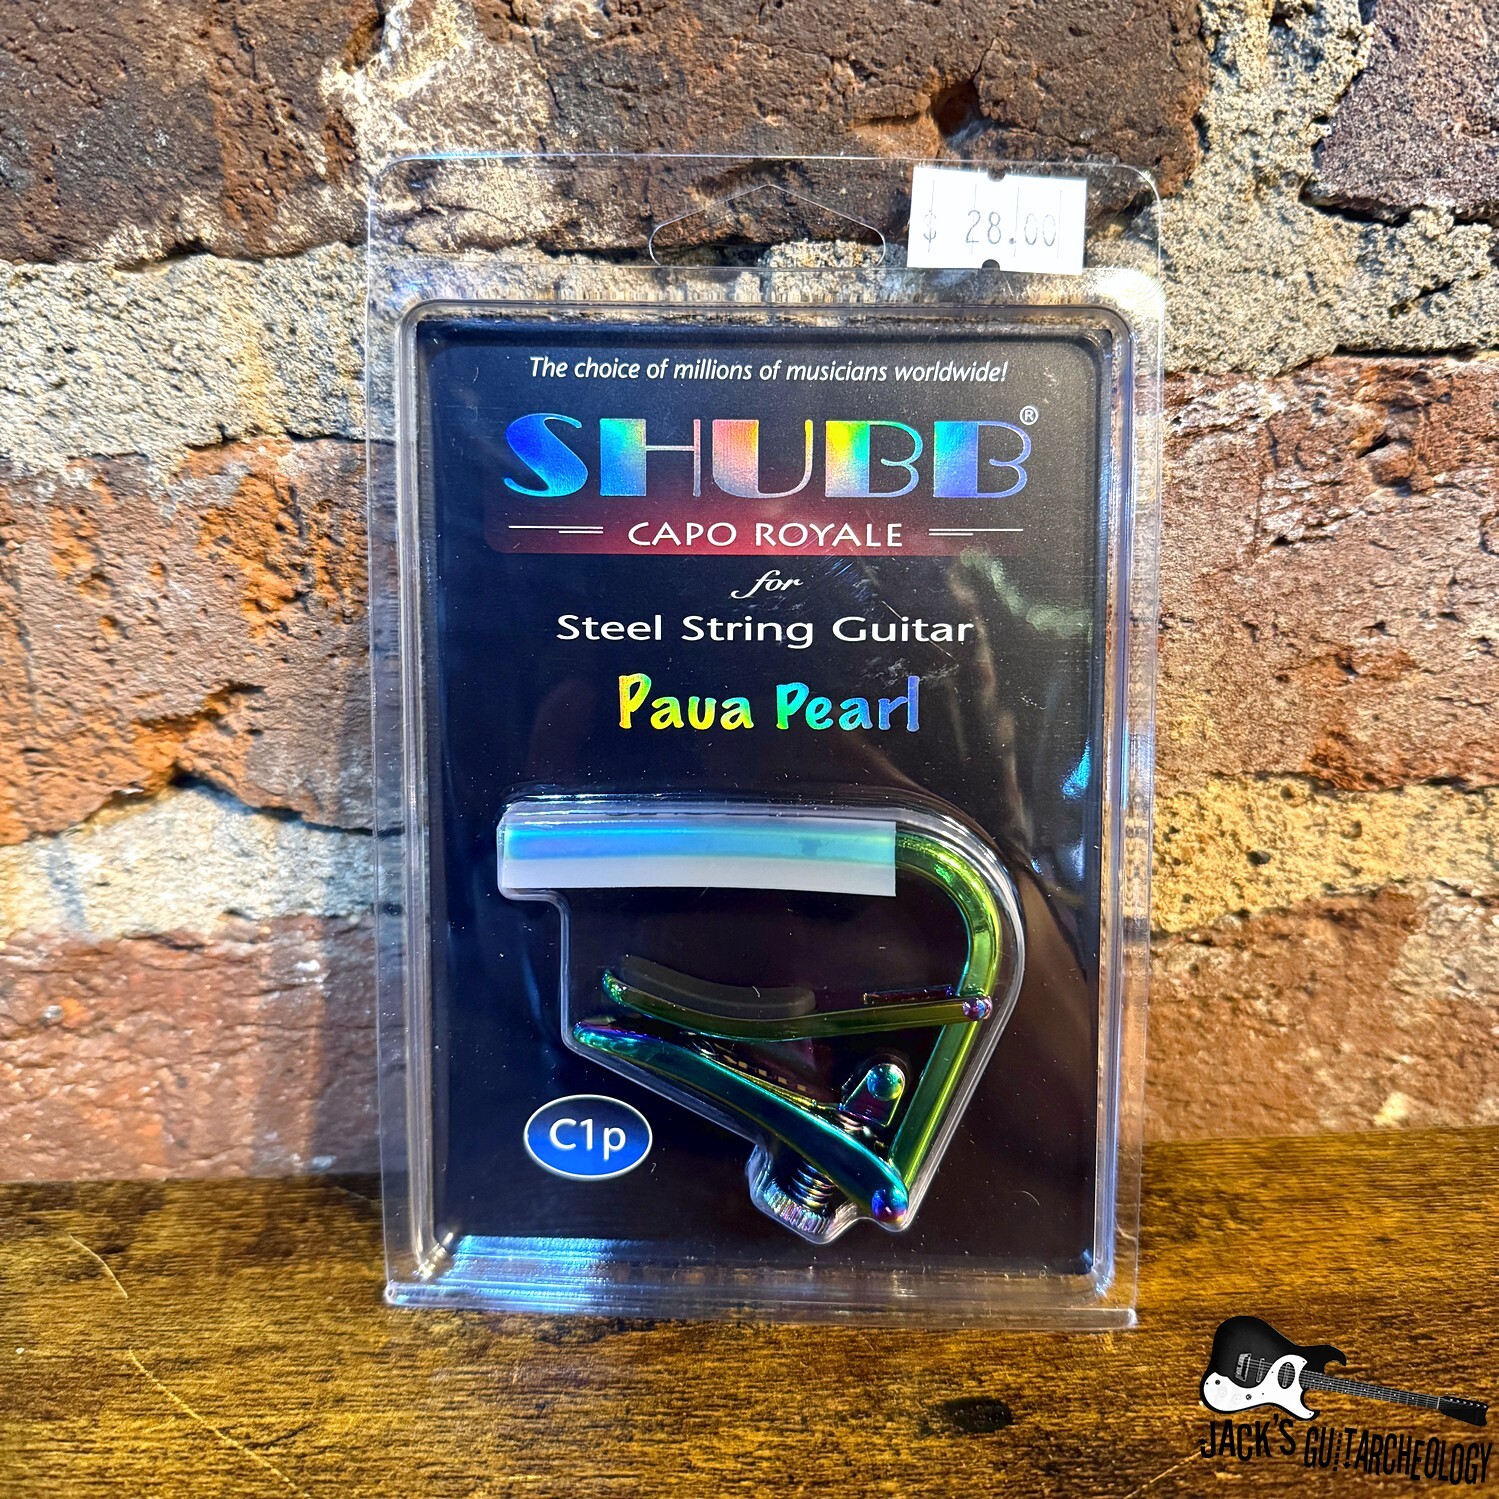 $ 28.00
The choice of millions of musicians worldwide!
SHUBB®
CAPO ROYALE
for
Steel String Guitar
Paua Pearl
C1p
JACK'S GUITARCHEOLOGY